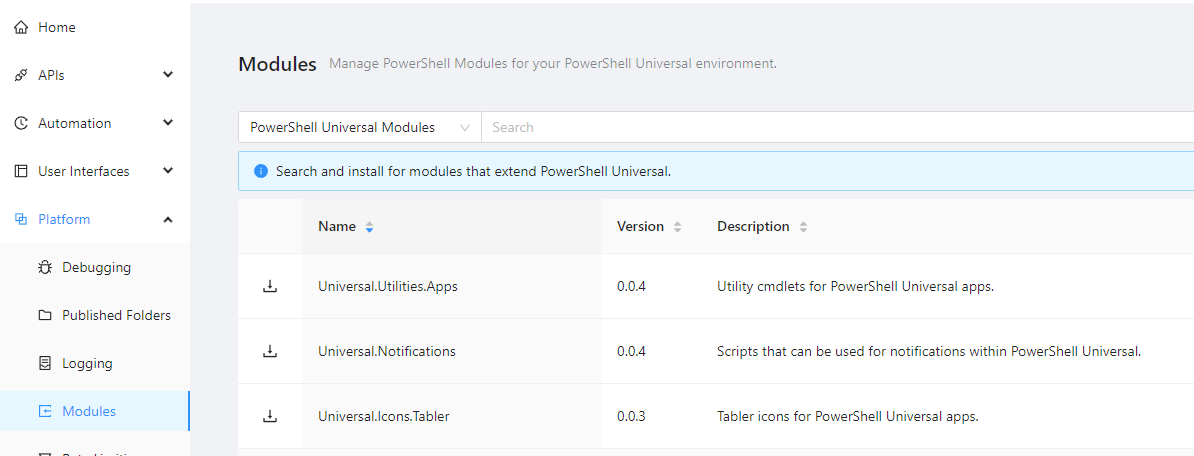 Home
APIs
Automation
User Interfaces
Platform
Debugging
Published Folders
Logging
Modules
Modules Manage PowerShell Modules for your PowerShell Universal environment.
PowerShell Universal Modules Search
Search and install for modules that extend PowerShell Universal.
Name Version Description
Universal.Utilities.Apps 0.0.4 Utility cmdlets for PowerShell Universal apps.
Universal.Notifications 0.0.4 Scripts that can be used for notifications within PowerShell Universal.
Universal.Icons.Tabler 0.0.3 Tabler icons for PowerShell Universal apps.